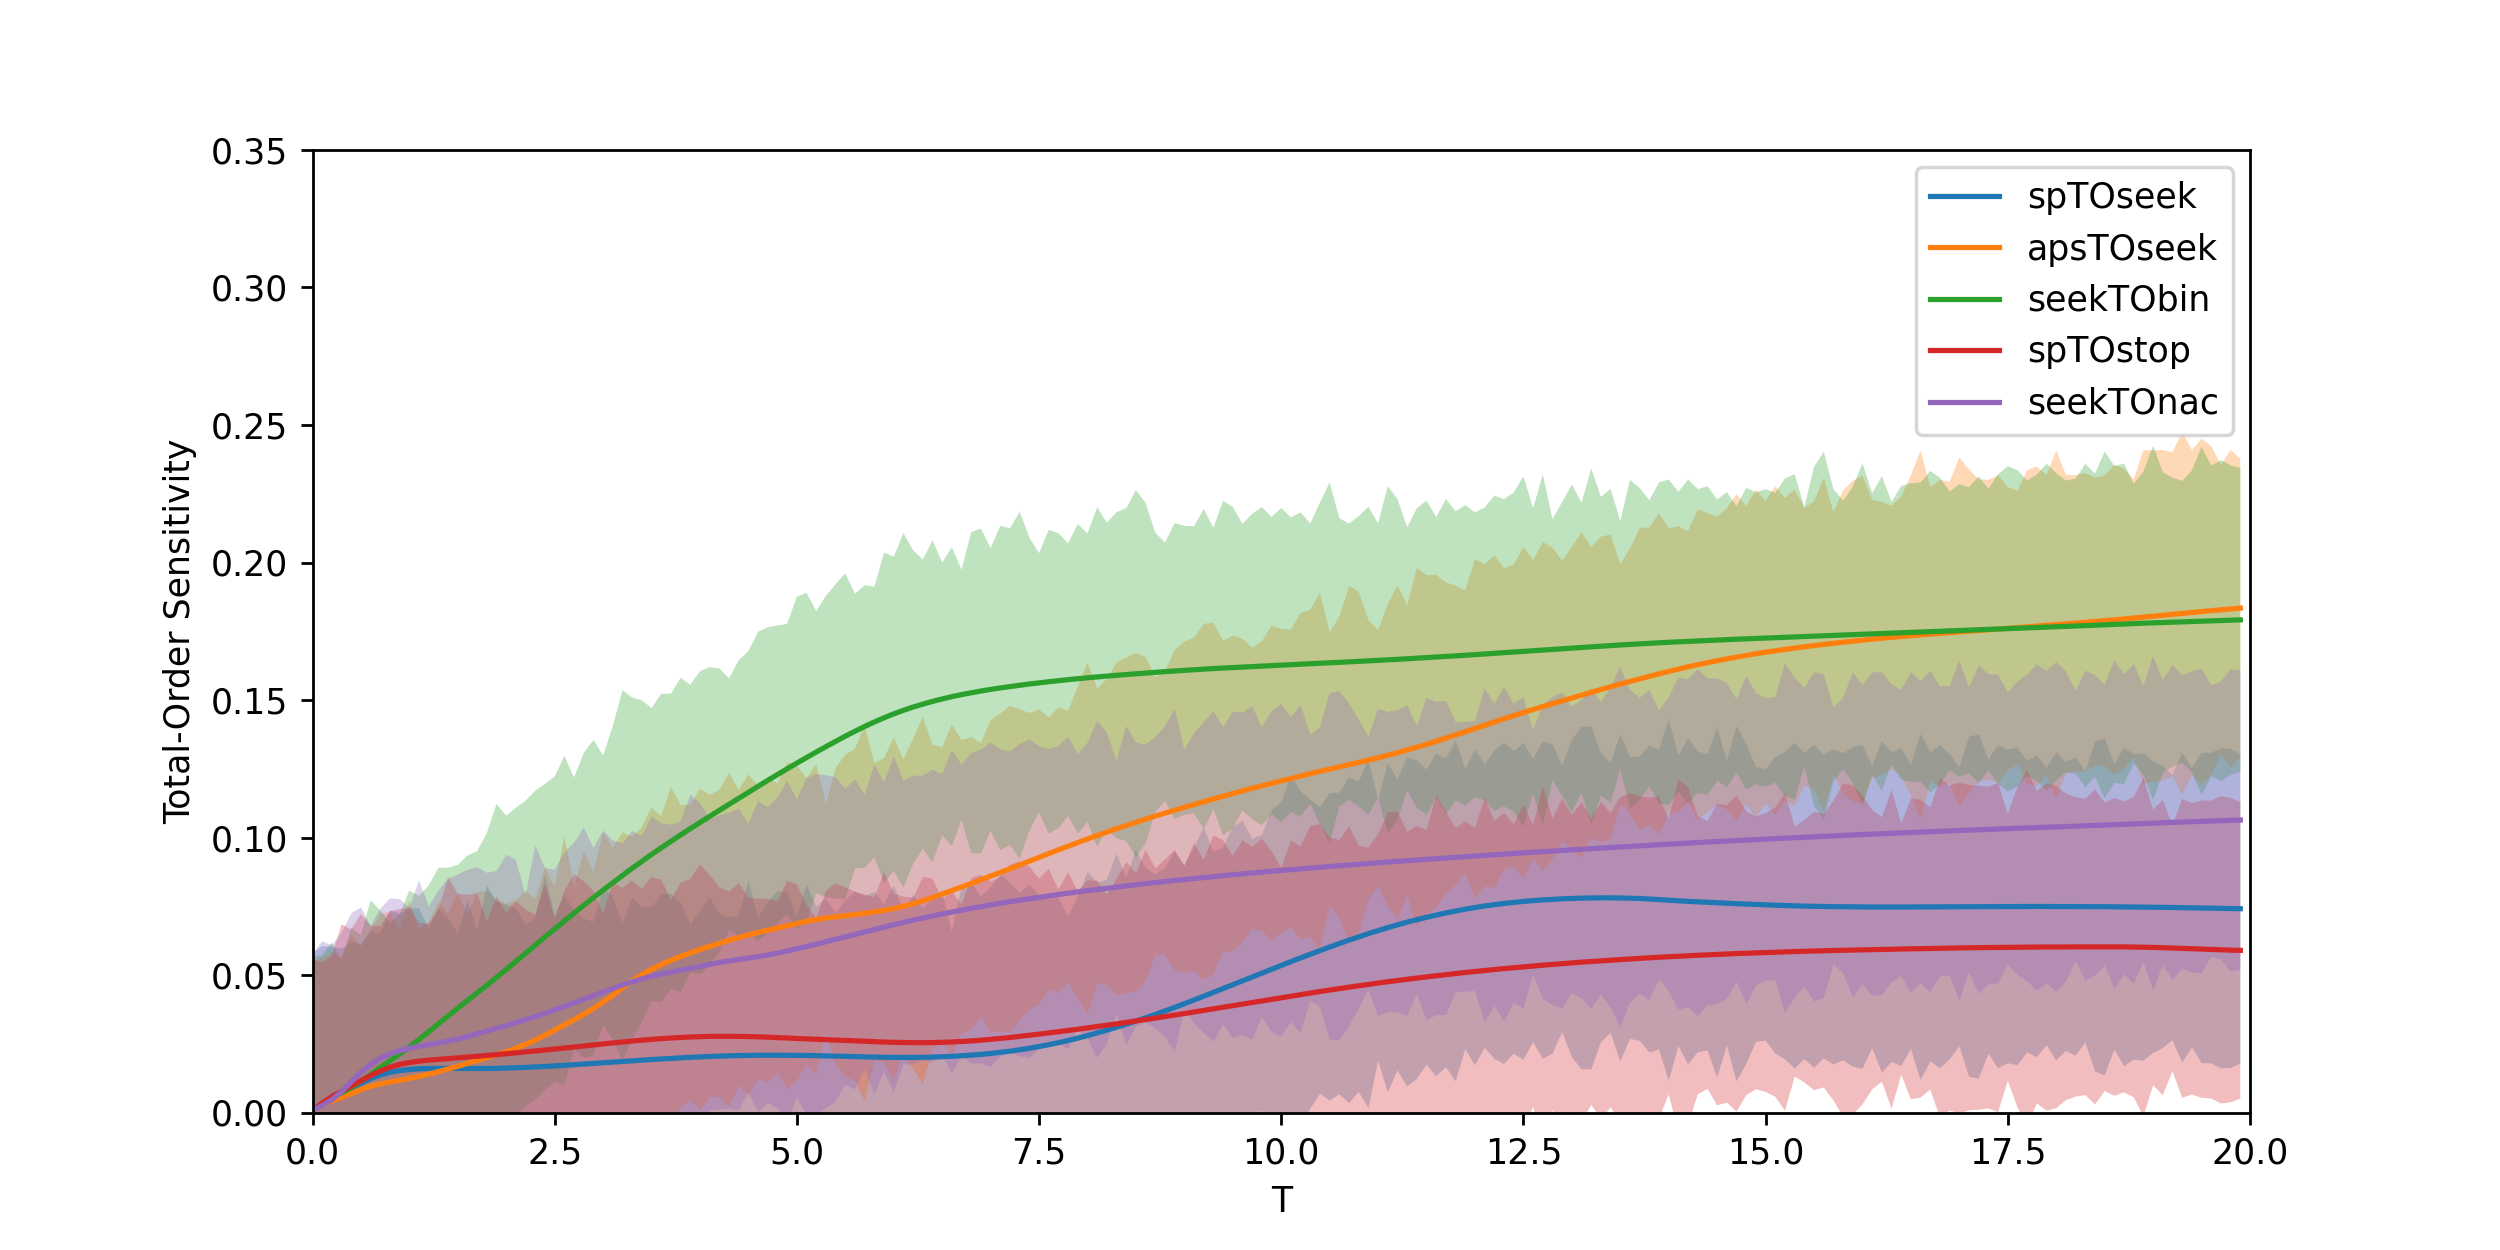 0.35
0.30
0.25
0.20
0.15
0.10
0.05
0.00
Total-Order Sensitivity
spTOseek
apsTOseek
seekTObin
spTOstop
seekTOnac
0.0 2.5 5.0 7.5 10.0 12.5 15.0 17.5 20.0
T